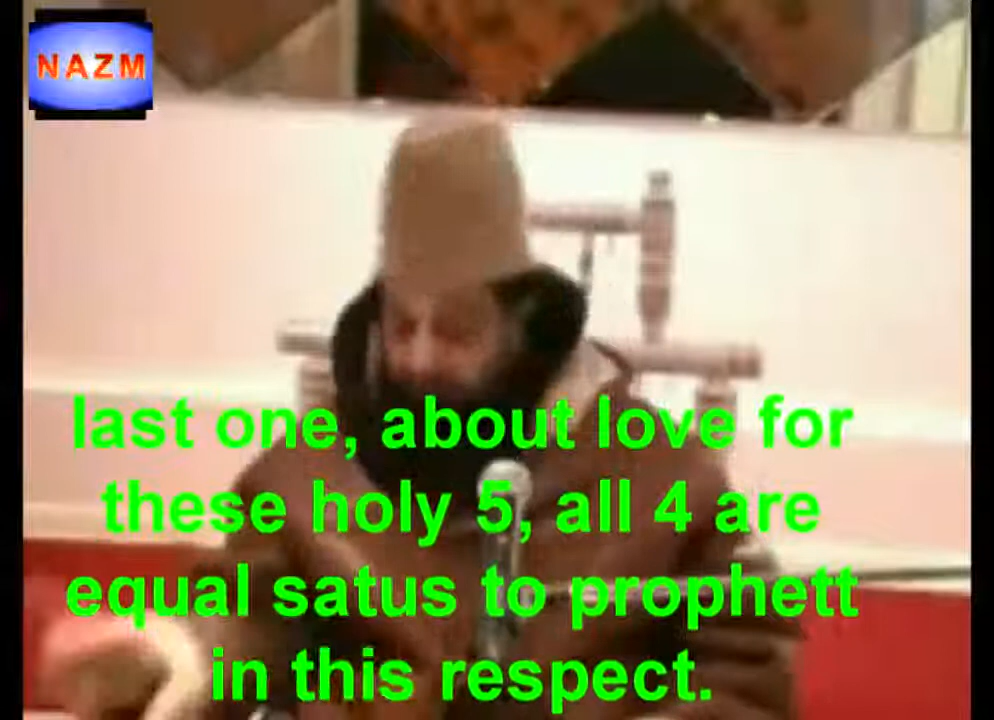 NAZM
last one, about love for
these holy 5, all 4 are
equal satus to prophett
in this respect.